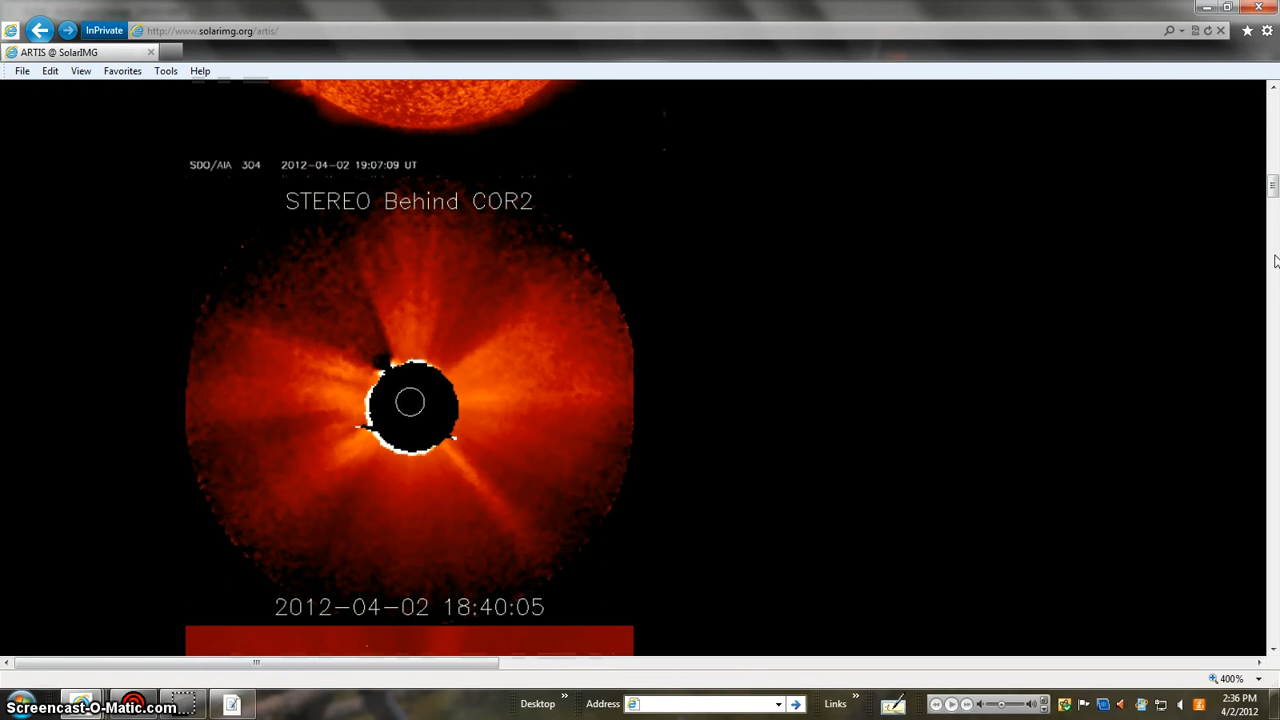 InPrivate
http://www.solarimg.org/artis/
ARTIS @ SolarIMG
File Edit View Favorites Tools Help
SDO/AIA 304 2012-04-02 19:07:09 UT
STEREO Behind COR2
2012-04-02 18:40:05
400%
Desktop
Address
Links
2:36 PM
4/2/2012
Screencast-O-Matic.com